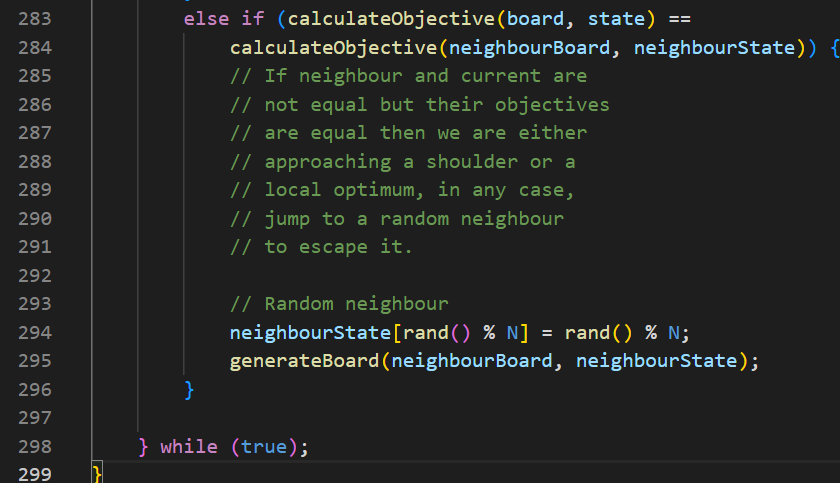 283 else if (calculateObjective(board, state) ==
284 calculateObjective(neighbourBoard, neighbourState)) {
285 // If neighbour and current are
286 // not equal but their objectives
287 // are equal then we are either
288 // approaching a shoulder or a
289 // local optimum, in any case,
290 // jump to a random neighbour
291 // to escape it.
292
293 // Random neighbour
294 neighbourState[rand() % N] = rand() % N;
295 generateBoard(neighbourBoard, neighbourState);
296 }
297
298 } while (true);
299 }